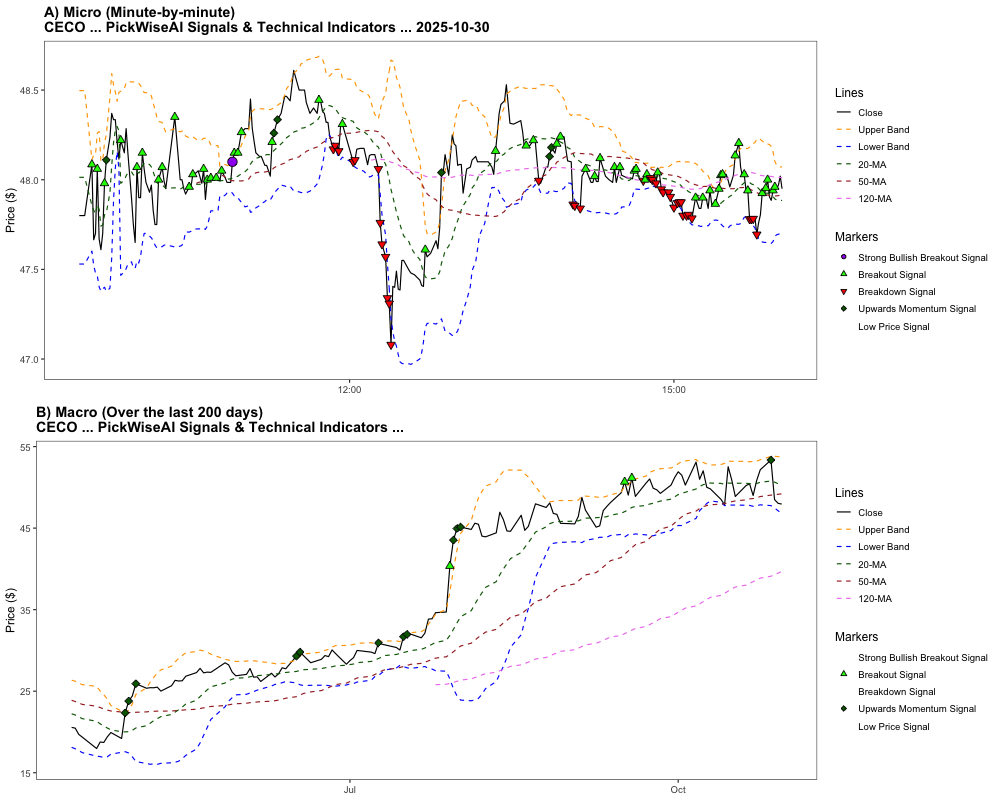 A) Micro (Minute-by-minute)
CECO ... PickWiseAI Signals & Technical Indicators ... 2025-10-30
Price ($)
48.5
48.0
47.5
47.0
12:00
15:00
Lines
Close
Upper Band
Lower Band
20-MA
50-MA
120-MA
Markers
Strong Bullish Breakout Signal
Breakout Signal
Breakdown Signal
Upwards Momentum Signal
Low Price Signal
B) Macro (Over the last 200 days)
CECO ... PickWiseAI Signals & Technical Indicators ...
Price ($)
55
45
35
25
15
Jul
Oct
Lines
Close
Upper Band
Lower Band
20-MA
50-MA
120-MA
Markers
Strong Bullish Breakout Signal
Breakout Signal
Breakdown Signal
Upwards Momentum Signal
Low Price Signal